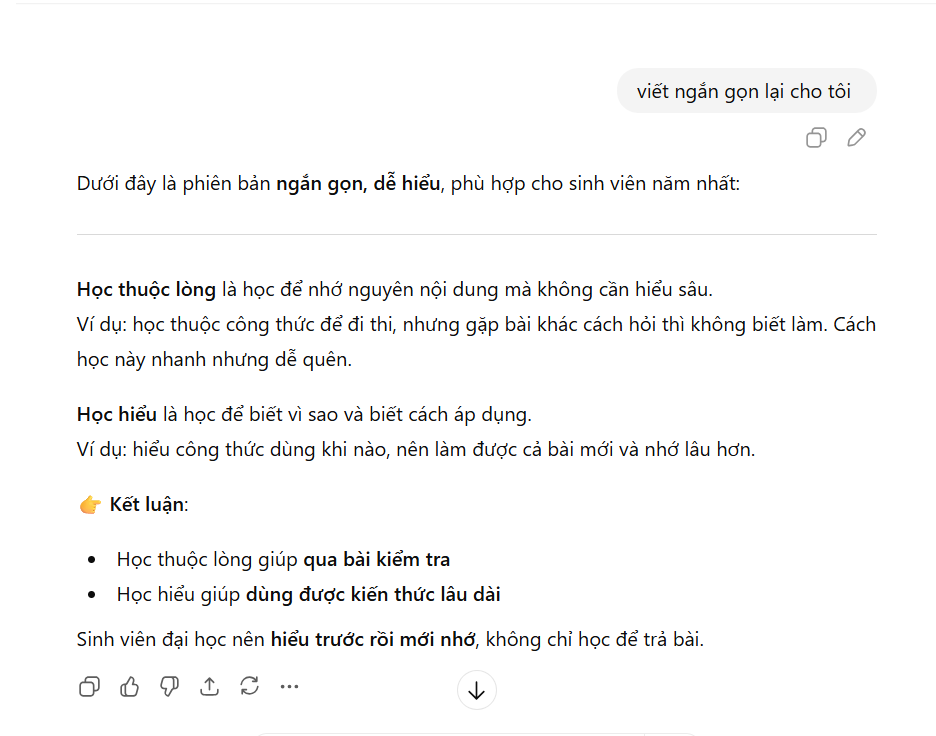 viết ngắn gọn lại cho tôi
Dưới đây là phiên bản ngắn gọn, dễ hiểu, phù hợp cho sinh viên năm nhất:
Học thuộc lòng là học để nhớ nguyên nội dung mà không cần hiểu sâu.
Ví dụ: học thuộc công thức để đi thi, nhưng gặp bài khác cách hỏi thì không biết làm. Cách
học này nhanh nhưng dễ quên.
Học hiểu là học để biết vì sao và biết cách áp dụng.
Ví dụ: hiểu công thức dùng khi nào, nên làm được cả bài mới và nhớ lâu hơn.
👉 Kết luận:
• Học thuộc lòng giúp qua bài kiểm tra
• Học hiểu giúp dùng được kiến thức lâu dài
Sinh viên đại học nên hiểu trước rồi mới nhớ, không chỉ học để trả bài.